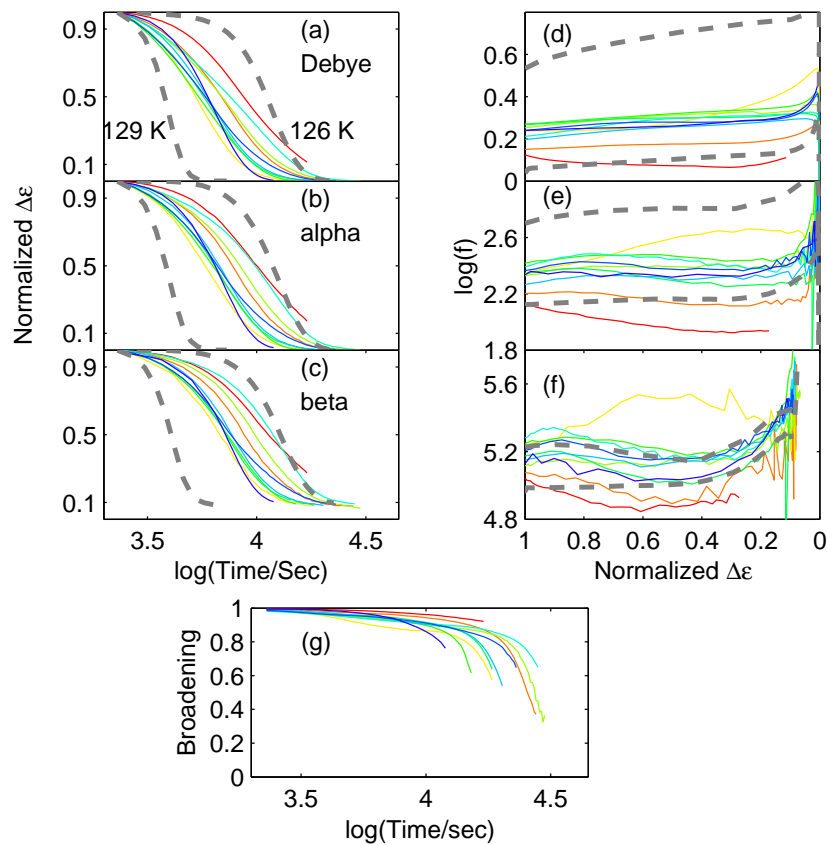 0.9
(a)
Debye
0.5
129 K
126 K
0.1
0.9
(b)
alpha
0.5
0.1
0.9
(c)
beta
0.5
0.1
3.5
4
4.5
log(Time/Sec)
Normalized Δε
(d)
0.6
0.4
0.2
0
(e)
2.6
2.2
1.8
log(f)
(f)
5.6
5.2
4.8
1
0.8
0.6
0.4
0.2
0
Normalized Δε
(g)
1
0.8
0.6
0.4
0.2
0
Broadening
3.5
4
4.5
log(Time/sec)